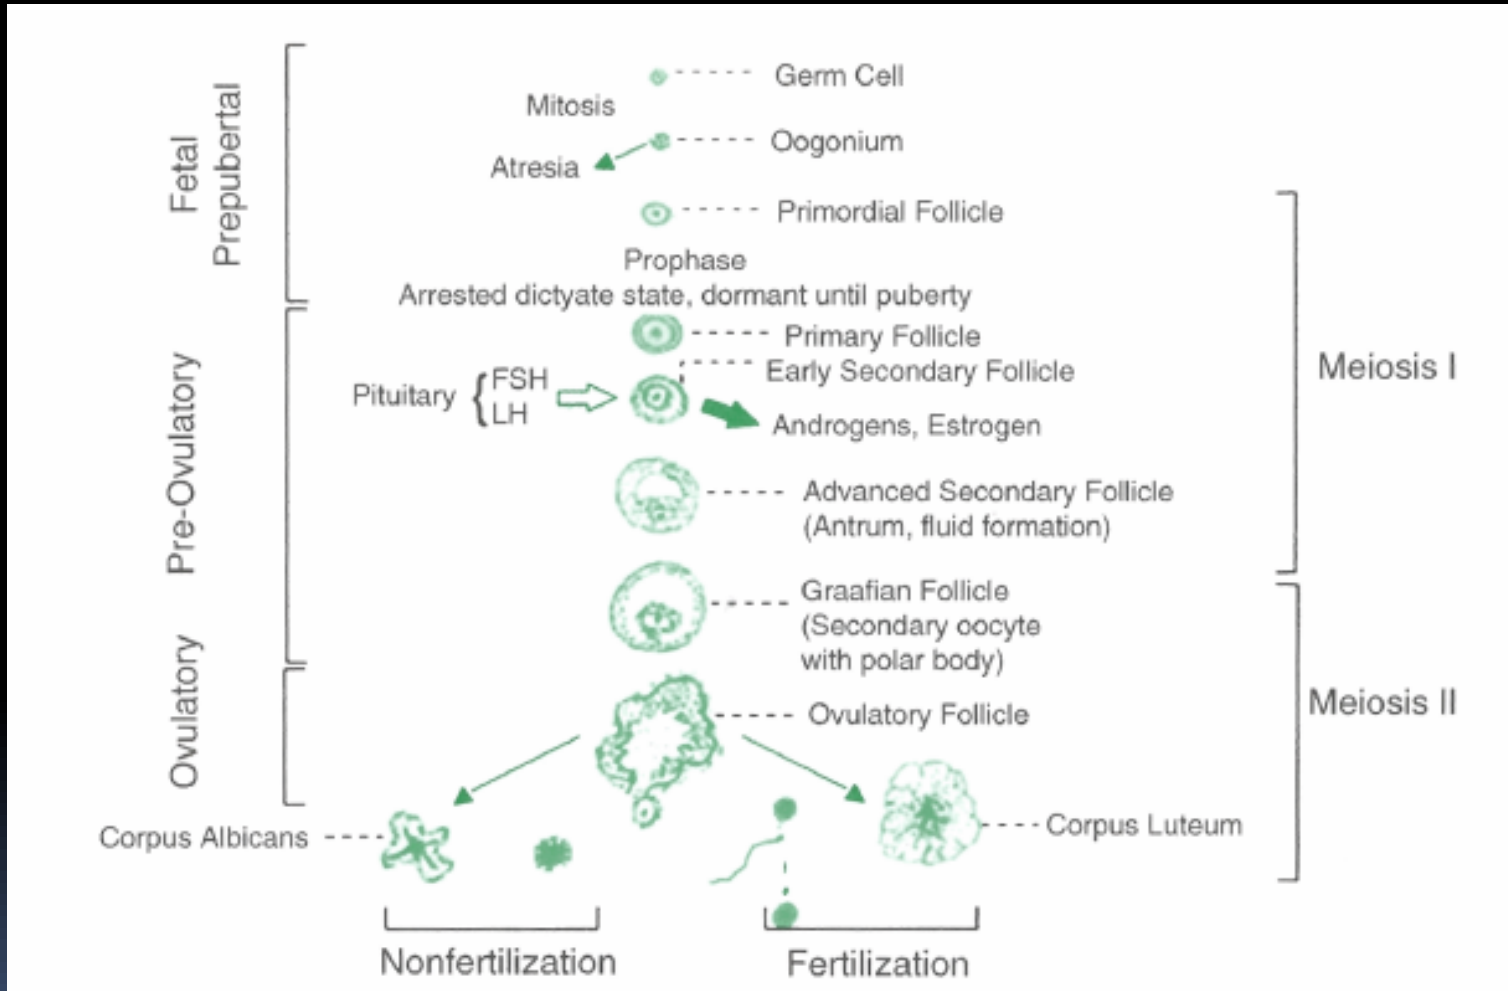 Germ Cell
Mitosis
Oogonium
Atresia
Fetal
Prepubertal
Primordial Follicle
Prophase
Arrested dictyate state, dormant until puberty
Primary Follicle
Early Secondary Follicle
Meiosis I
Pituitary { FSH
LH
Androgens, Estrogen
Pre-Ovulatory
Advanced Secondary Follicle
(Antrum, fluid formation)
Graafian Follicle
(Secondary oocyte
with polar body)
Ovulatory
Ovulatory Follicle
Meiosis II
Corpus Albicans
Corpus Luteum
Nonfertilization
Fertilization